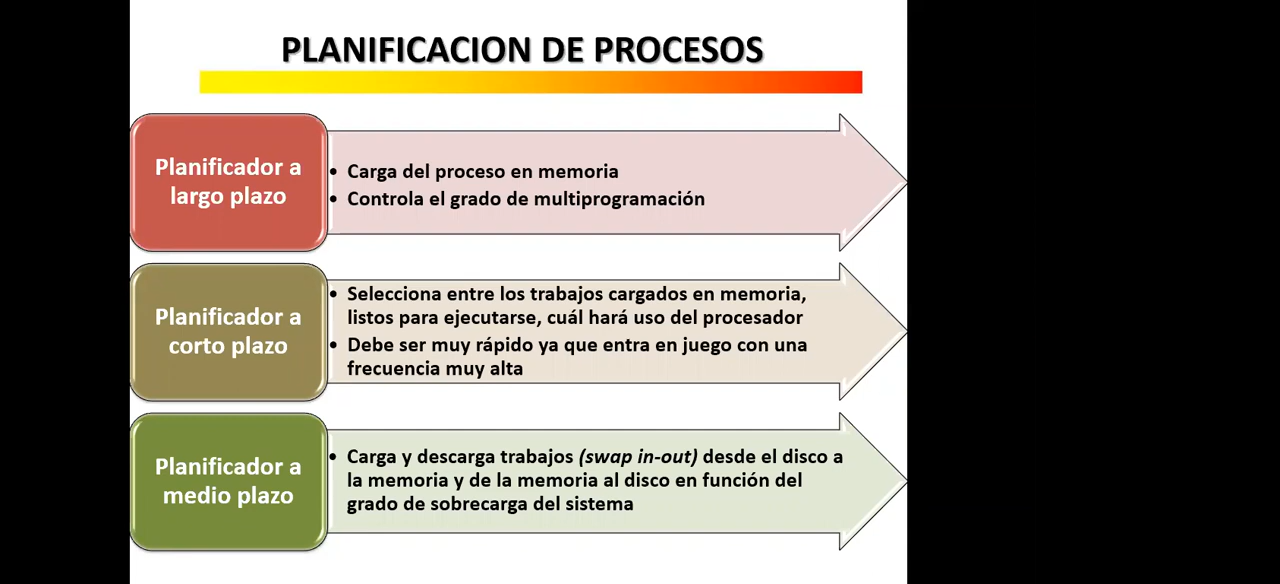 PLANIFICACION DE PROCESOS
Planificador a
largo plazo
• Carga del proceso en memoria
• Controla el grado de multiprogramación
Planificador a
corto plazo
• Selecciona entre los trabajos cargados en memoria,
listos para ejecutarse, cuál hará uso del procesador
• Debe ser muy rápido ya que entra en juego con una
frecuencia muy alta
Planificador a
medio plazo
• Carga y descarga trabajos (swap in-out) desde el disco a
la memoria y de la memoria al disco en función del
grado de sobrecarga del sistema